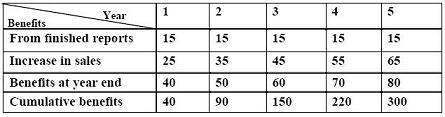 Year 1 2 3 4 5
Benefits
From finished reports 15 15 15 15 15
Increase in sales 25 35 45 55 65
Benefits at year end 40 50 60 70 80
Cumulative benefits 40 90 150 220 300